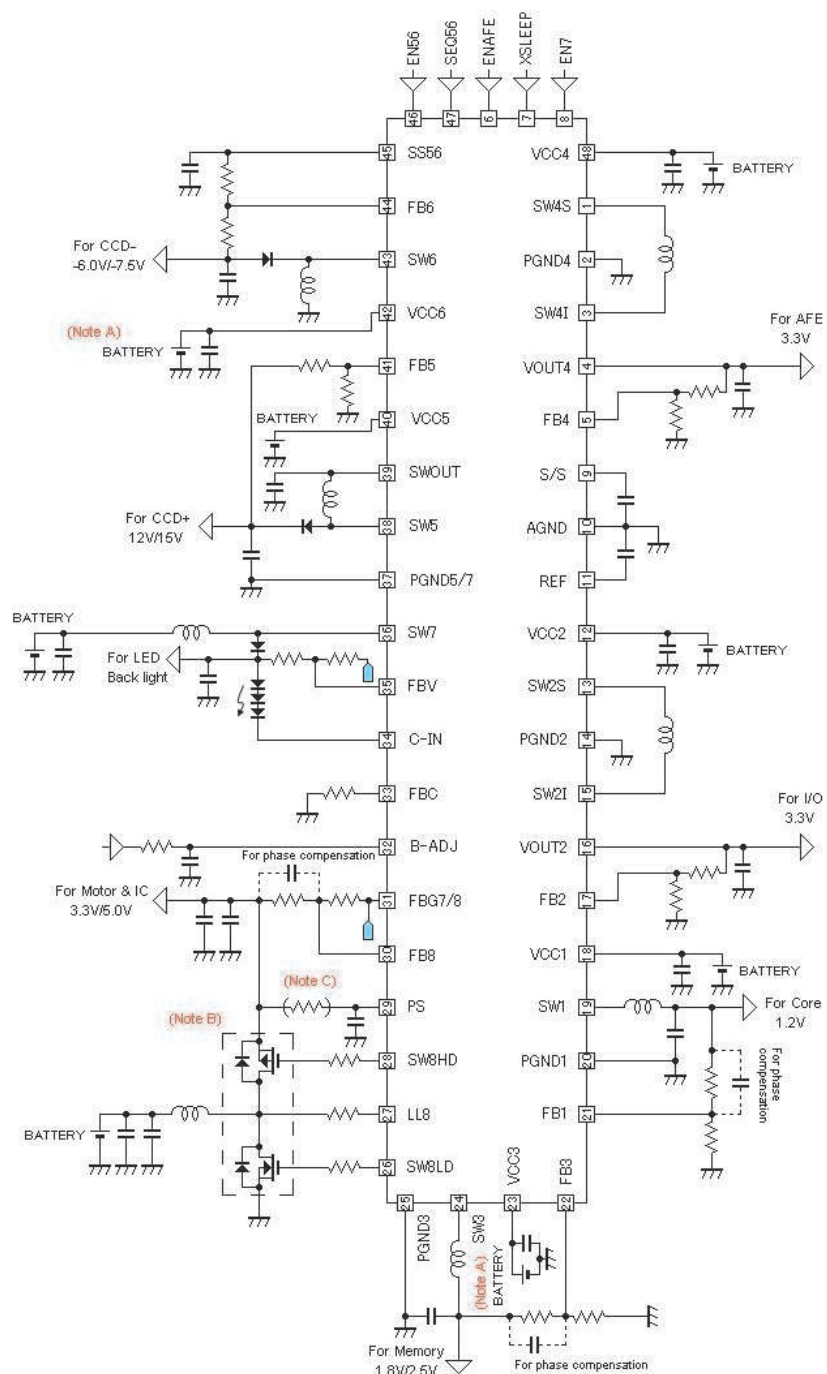 EN56
SEQ56
ENAFE
XSLEEP
EN7
46
47
6
7
8
45
SS56
44
FB6
For CCD-
-6.0V/-7.5V
43
SW6
42
VCC6
(Note A)
BATTERY
41
FB5
BATTERY
40
VCC5
39
SWOUT
For CCD+
12V/15V
38
SW5
37
PGND5/7
BATTERY
36
SW7
For LED
Back light
35
FBV
34
C-IN
33
FBC
32
B-ADJ
For phase compensation
For Motor & IC
3.3V/5.0V
31
FBG7/8
30
FB8
(Note C)
29
PS
(Note B)
28
SW8HD
BATTERY
27
LL8
26
SW8LD
VCC4
48
BATTERY
SW4S
1
PGND4
2
SW4I
3
For AFE
3.3V
VOUT4
4
FB4
5
S/S
9
AGND
10
REF
11
VCC2
12
BATTERY
SW2S
13
PGND2
14
SW2I
15
For I/O
3.3V
VOUT2
16
FB2
17
VCC1
18
BATTERY
SW1
19
For Core
1.2V
PGND1
20
For phase
compensation
FB1
21
25
PGND3
24
SW3
23
VCC3
22
FB3
(Note A)
BATTERY
For Memory
1.8V/2.5V
For phase compensation